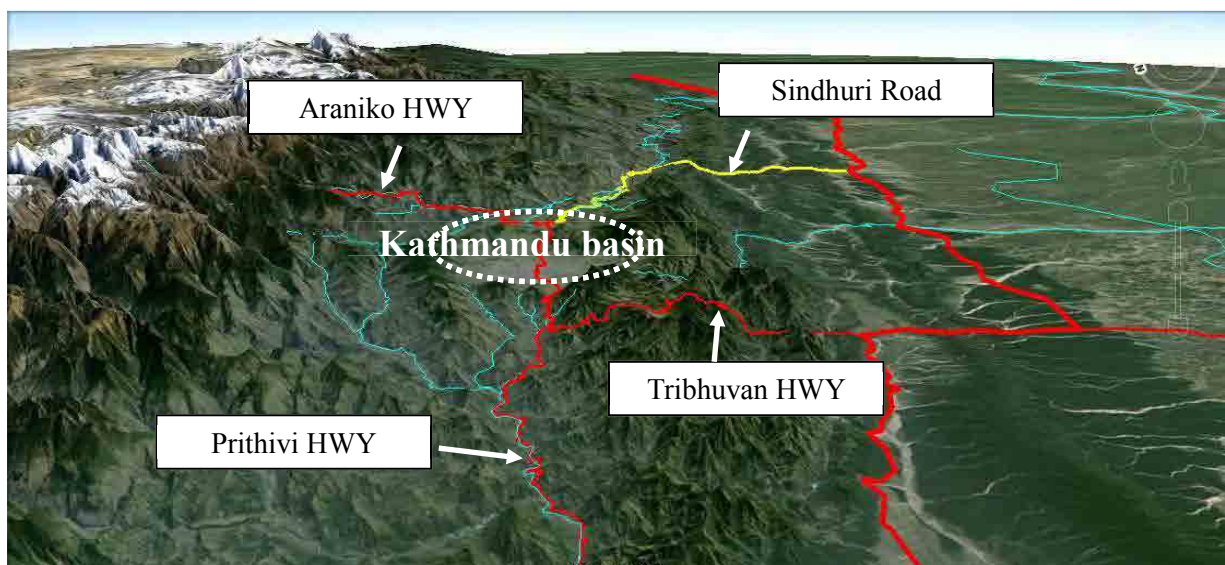 Araniko HWY
Sindhuri Road
Kathmandu basin
Tribhuvan HWY
Prithivi HWY